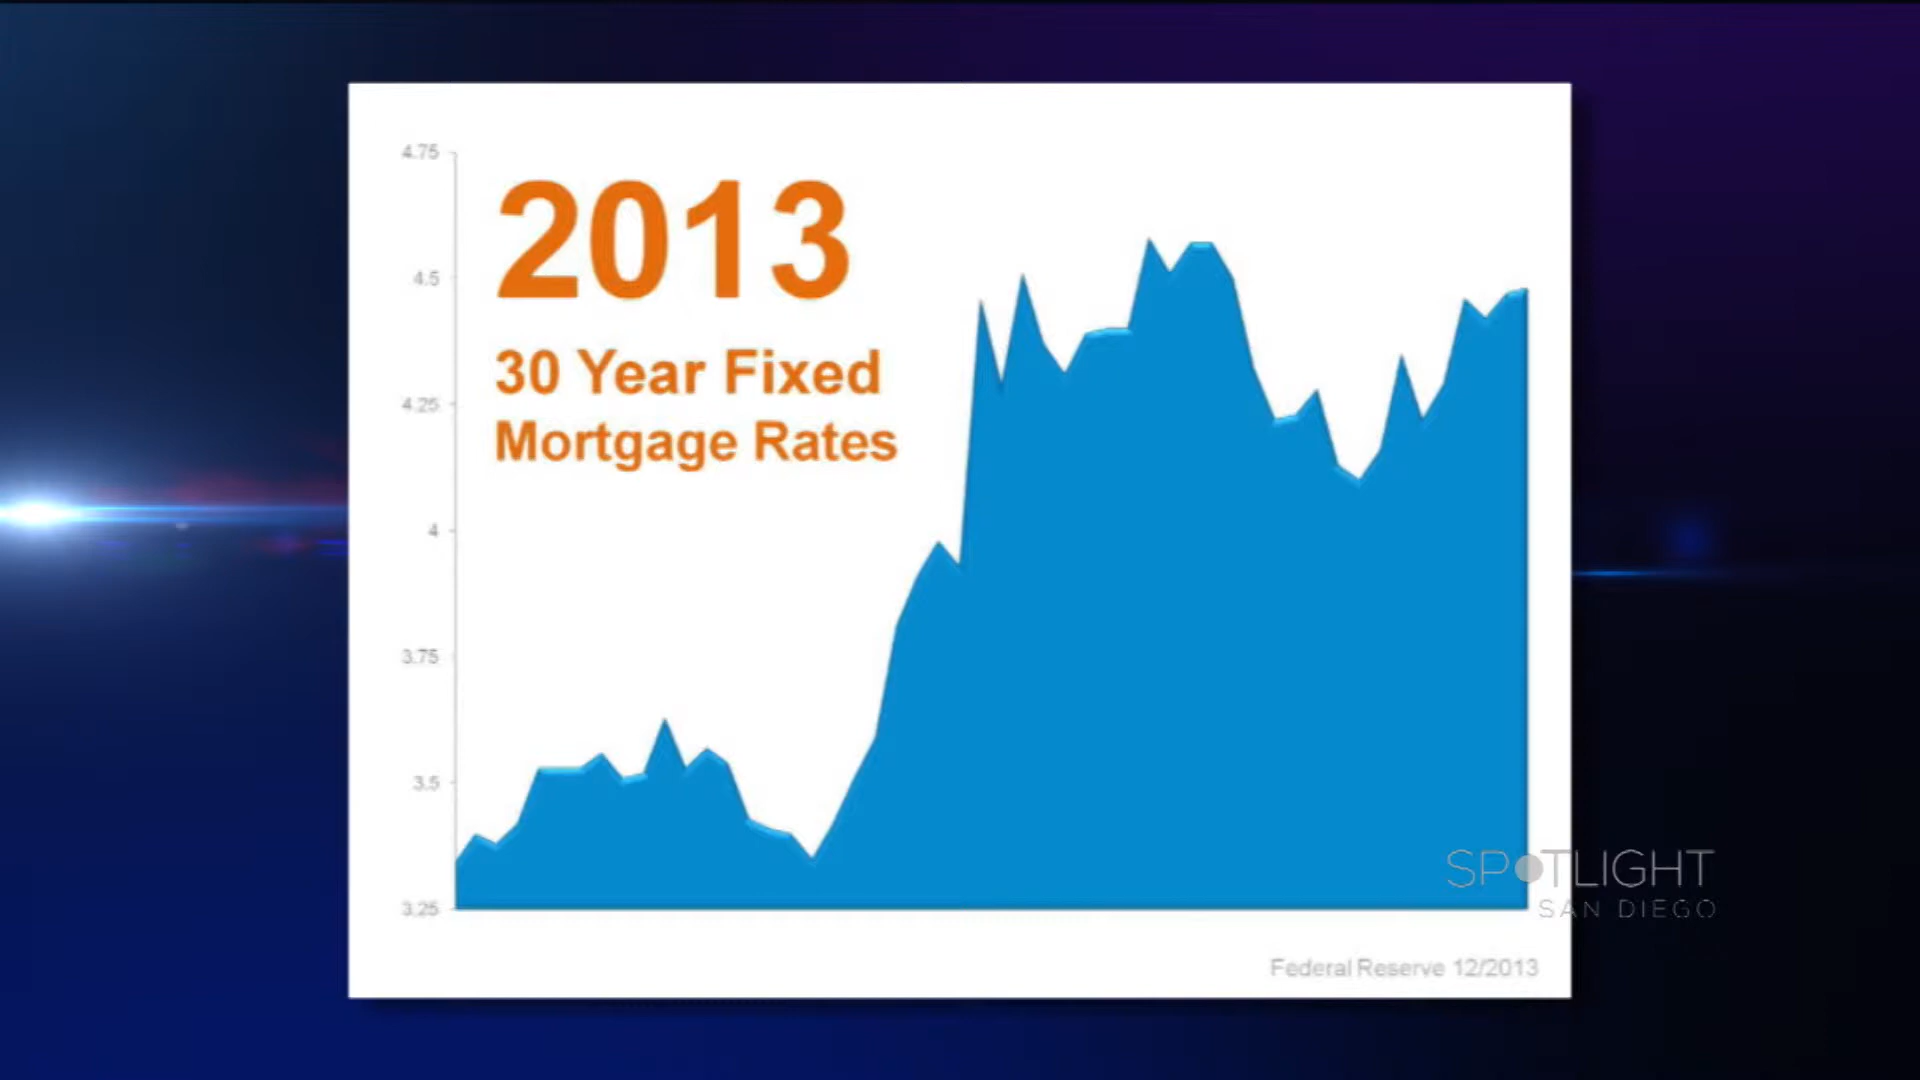 4.75
2013
4.5
30 Year Fixed
4.25
Mortgage Rates
4
3.75
3.5
3.25
SPOTLIGHT
SAN DIEGO
Federal Reserve 12/2013